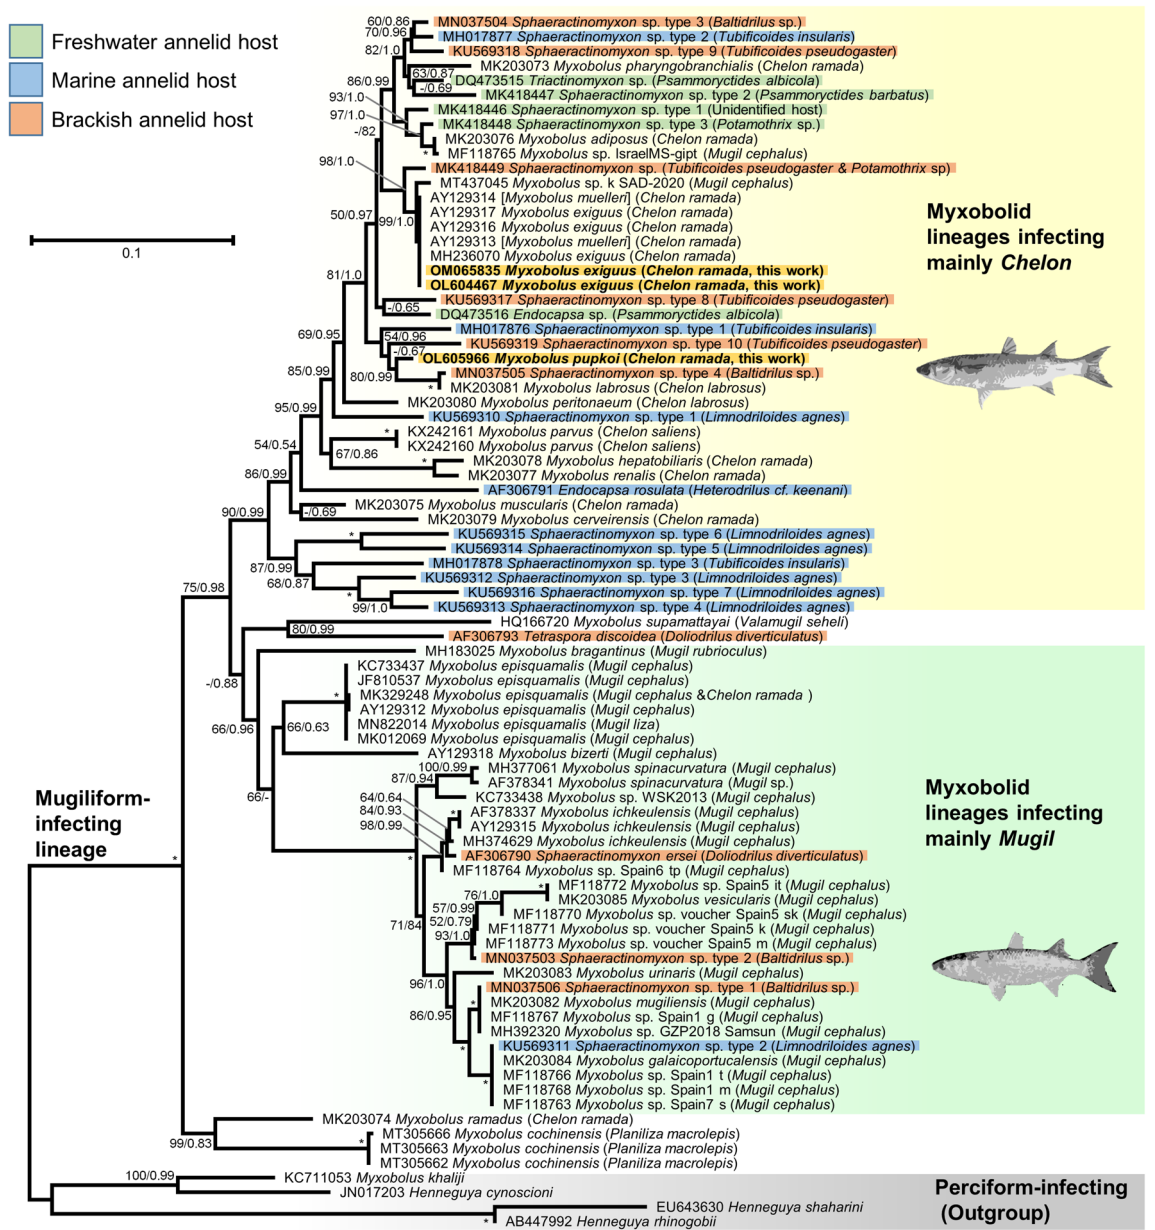 Freshwater annelid host
Marine annelid host
Brackish annelid host
0.1
60/0.86
MN037504 Sphaeractinomyxon sp. type 3 (Baltidrilus sp.)
70/0.96
MH017877 Sphaeractinomyxon sp. type 2 (Tubificoides insularis)
82/1.0
KU569318 Sphaeractinomyxon sp. type 9 (Tubificoides pseudogaster)
MK203073 Myxobolus pharyngobranchialis (Chelon ramada)
86/0.99
63/0.87
DQ473515 Triactinomyxon sp. (Psammoryctides albicola)
-/0.69
MK418447 Sphaeractinomyxon sp. type 2 (Psammoryctides barbatus)
93/1.0
MK418446 Sphaeractinomyxon sp. type 1 (Unidentified host)
97/1.0
MK418448 Sphaeractinomyxon sp. type 3 (Potamothrix sp.)
-/82
MK203076 Myxobolus adiposus (Chelon ramada)
*
MF118765 Myxobolus sp. IsraelMS-gipt (Mugil cephalus)
98/1.0
MK418449 Sphaeractinomyxon sp. (Tubificoides pseudogaster & Potamothrix sp)
MT437045 Myxobolus sp. k SAD-2020 (Mugil cephalus)
AY129314 [Myxobolus muelleri] (Chelon ramada)
50/0.97
99/1.0
AY129317 Myxobolus exiguus (Chelon ramada)
AY129316 Myxobolus exiguus (Chelon ramada)
AY129313 [Myxobolus muelleri] (Chelon ramada)
MH236070 Myxobolus exiguus (Chelon ramada)
OM065835 Myxobolus exiguus (Chelon ramada, this work)
81/1.0
OL604467 Myxobolus exiguus (Chelon ramada, this work)
KU569317 Sphaeractinomyxon sp. type 8 (Tubificoides pseudogaster)
-/0.65
DQ473516 Endocapsa sp. (Psammoryctides albicola)
69/0.95
MH017876 Sphaeractinomyxon sp. type 1 (Tubificoides insularis)
54/0.96
KU569319 Sphaeractinomyxon sp. type 10 (Tubificoides pseudogaster)
-/0.67
OL605966 Myxobolus pupkoi (Chelon ramada, this work)
85/0.99
80/0.99
MN037505 Sphaeractinomyxon sp. type 4 (Baltidrilus sp.)
*
MK203081 Myxobolus labrosus (Chelon labrosus)
MK203080 Myxobolus peritonaeum (Chelon labrosus)
95/0.99
KU569310 Sphaeractinomyxon sp. type 1 (Limnodriloides agnes)
*
KX242161 Myxobolus parvus (Chelon saliens)
54/0.54
KX242160 Myxobolus parvus (Chelon saliens)
67/0.86
*
MK203078 Myxobolus hepatobiliaris (Chelon ramada)
86/0.99
MK203077 Myxobolus renalis (Chelon ramada)
AF306791 Endocapsa rosulata (Heterodrilus cf. keenani)
MK203075 Myxobolus muscularis (Chelon ramada)
90/0.99
-/0.69
MK203079 Myxobolus cerveirensis (Chelon ramada)
*
KU569315 Sphaeractinomyxon sp. type 6 (Limnodriloides agnes)
KU569314 Sphaeractinomyxon sp. type 5 (Limnodriloides agnes)
87/0.99
MH017878 Sphaeractinomyxon sp. type 3 (Tubificoides insularis)
68/0.87
KU569312 Sphaeractinomyxon sp. type 3 (Limnodriloides agnes)
75/0.98
*
KU569316 Sphaeractinomyxon sp. type 7 (Limnodriloides agnes)
99/1.0
KU569313 Sphaeractinomyxon sp. type 4 (Limnodriloides agnes)
Myxobolid
lineages infecting
mainly Chelon
HQ166720 Myxobolus supamattayai (Valamugil seheli)
80/0.99
AF306793 Tetraspora discoidea (Doliodrilus diverticulatus)
MH183025 Myxobolus bragantinus (Mugil rubrioculus)
KC733437 Myxobolus episquamalis (Mugil cephalus)
-/0.88
JF810537 Myxobolus episquamalis (Mugil cephalus)
*
MK329248 Myxobolus episquamalis (Mugil cephalus &Chelon ramada )
AY129312 Myxobolus episquamalis (Mugil cephalus)
66/0.96
66/0.63
MN822014 Myxobolus episquamalis (Mugil liza)
MK012069 Myxobolus episquamalis (Mugil cephalus)
AY129318 Myxobolus bizerti (Mugil cephalus)
100/0.99
MH377061 Myxobolus spinacurvatura (Mugil cephalus)
87/0.94
AF378341 Myxobolus spinacurvatura (Mugil sp.)
66/-
64/0.64
KC733438 Myxobolus sp. WSK2013 (Mugil cephalus)
84/0.93
*
AF378337 Myxobolus ichkeulensis (Mugil cephalus)
98/0.99
AY129315 Myxobolus ichkeulensis (Mugil cephalus)
MH374629 Myxobolus ichkeulensis (Mugil cephalus)
*
AF306790 Sphaeractinomyxon ersei (Doliodrilus diverticulatus)
MF118764 Myxobolus sp. Spain6 tp (Mugil cephalus)
*
MF118772 Myxobolus sp. Spain5 it (Mugil cephalus)
76/1.0
MK203085 Myxobolus vesicularis (Mugil cephalus)
57/0.99
MF118770 Myxobolus sp. voucher Spain5 sk (Mugil cephalus)
71/84
52/0.79
MF118771 Myxobolus sp. voucher Spain5 k (Mugil cephalus)
93/1.0
MF118773 Myxobolus sp. voucher Spain5 m (Mugil cephalus)
MN037503 Sphaeractinomyxon sp. type 2 (Baltidrilus sp.)
96/1.0
MK203083 Myxobolus urinaris (Mugil cephalus)
MN037506 Sphaeractinomyxon sp. type 1 (Baltidrilus sp.)
*
MK203082 Myxobolus mugiliensis (Mugil cephalus)
86/0.95
MF118767 Myxobolus sp. Spain1 g (Mugil cephalus)
MH392320 Myxobolus sp. GZP2018 Samsun (Mugil cephalus)
*
KU569311 Sphaeractinomyxon sp. type 2 (Limnodriloides agnes)
MK203084 Myxobolus galaicoportucalensis (Mugil cephalus)
MF118766 Myxobolus sp. Spain1 t (Mugil cephalus)
*
MF118768 Myxobolus sp. Spain1 m (Mugil cephalus)
MF118763 Myxobolus sp. Spain7 s (Mugil cephalus)
Myxobolid
lineages infecting
mainly Mugil
Mugiliform-
infecting
lineage
*
MK203074 Myxobolus ramadus (Chelon ramada)
99/0.83
MT305666 Myxobolus cochinensis (Planiliza macrolepis)
*
MT305663 Myxobolus cochinensis (Planiliza macrolepis)
MT305662 Myxobolus cochinensis (Planiliza macrolepis)
100/0.99
KC711053 Myxobolus khaliji
JN017203 Henneguya cynoscioni
EU643630 Henneguya shaharini
*
AB447992 Henneguya rhinogobii
Perciform-infecting
(Outgroup)